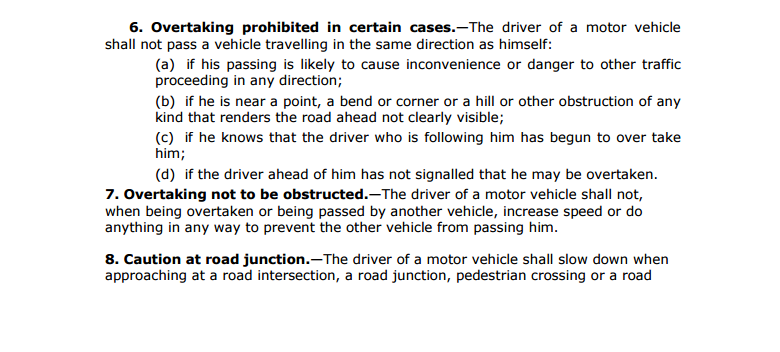 6. Overtaking prohibited in certain cases.—The driver of a motor vehicle
shall not pass a vehicle travelling in the same direction as himself:
(a) if his passing is likely to cause inconvenience or danger to other traffic
proceeding in any direction;
(b) if he is near a point, a bend or corner or a hill or other obstruction of any
kind that renders the road ahead not clearly visible;
(c) if he knows that the driver who is following him has begun to over take
him;
(d) if the driver ahead of him has not signalled that he may be overtaken.
7. Overtaking not to be obstructed.—The driver of a motor vehicle shall not,
when being overtaken or being passed by another vehicle, increase speed or do
anything in any way to prevent the other vehicle from passing him.
8. Caution at road junction.—The driver of a motor vehicle shall slow down when
approaching at a road intersection, a road junction, pedestrian crossing or a road